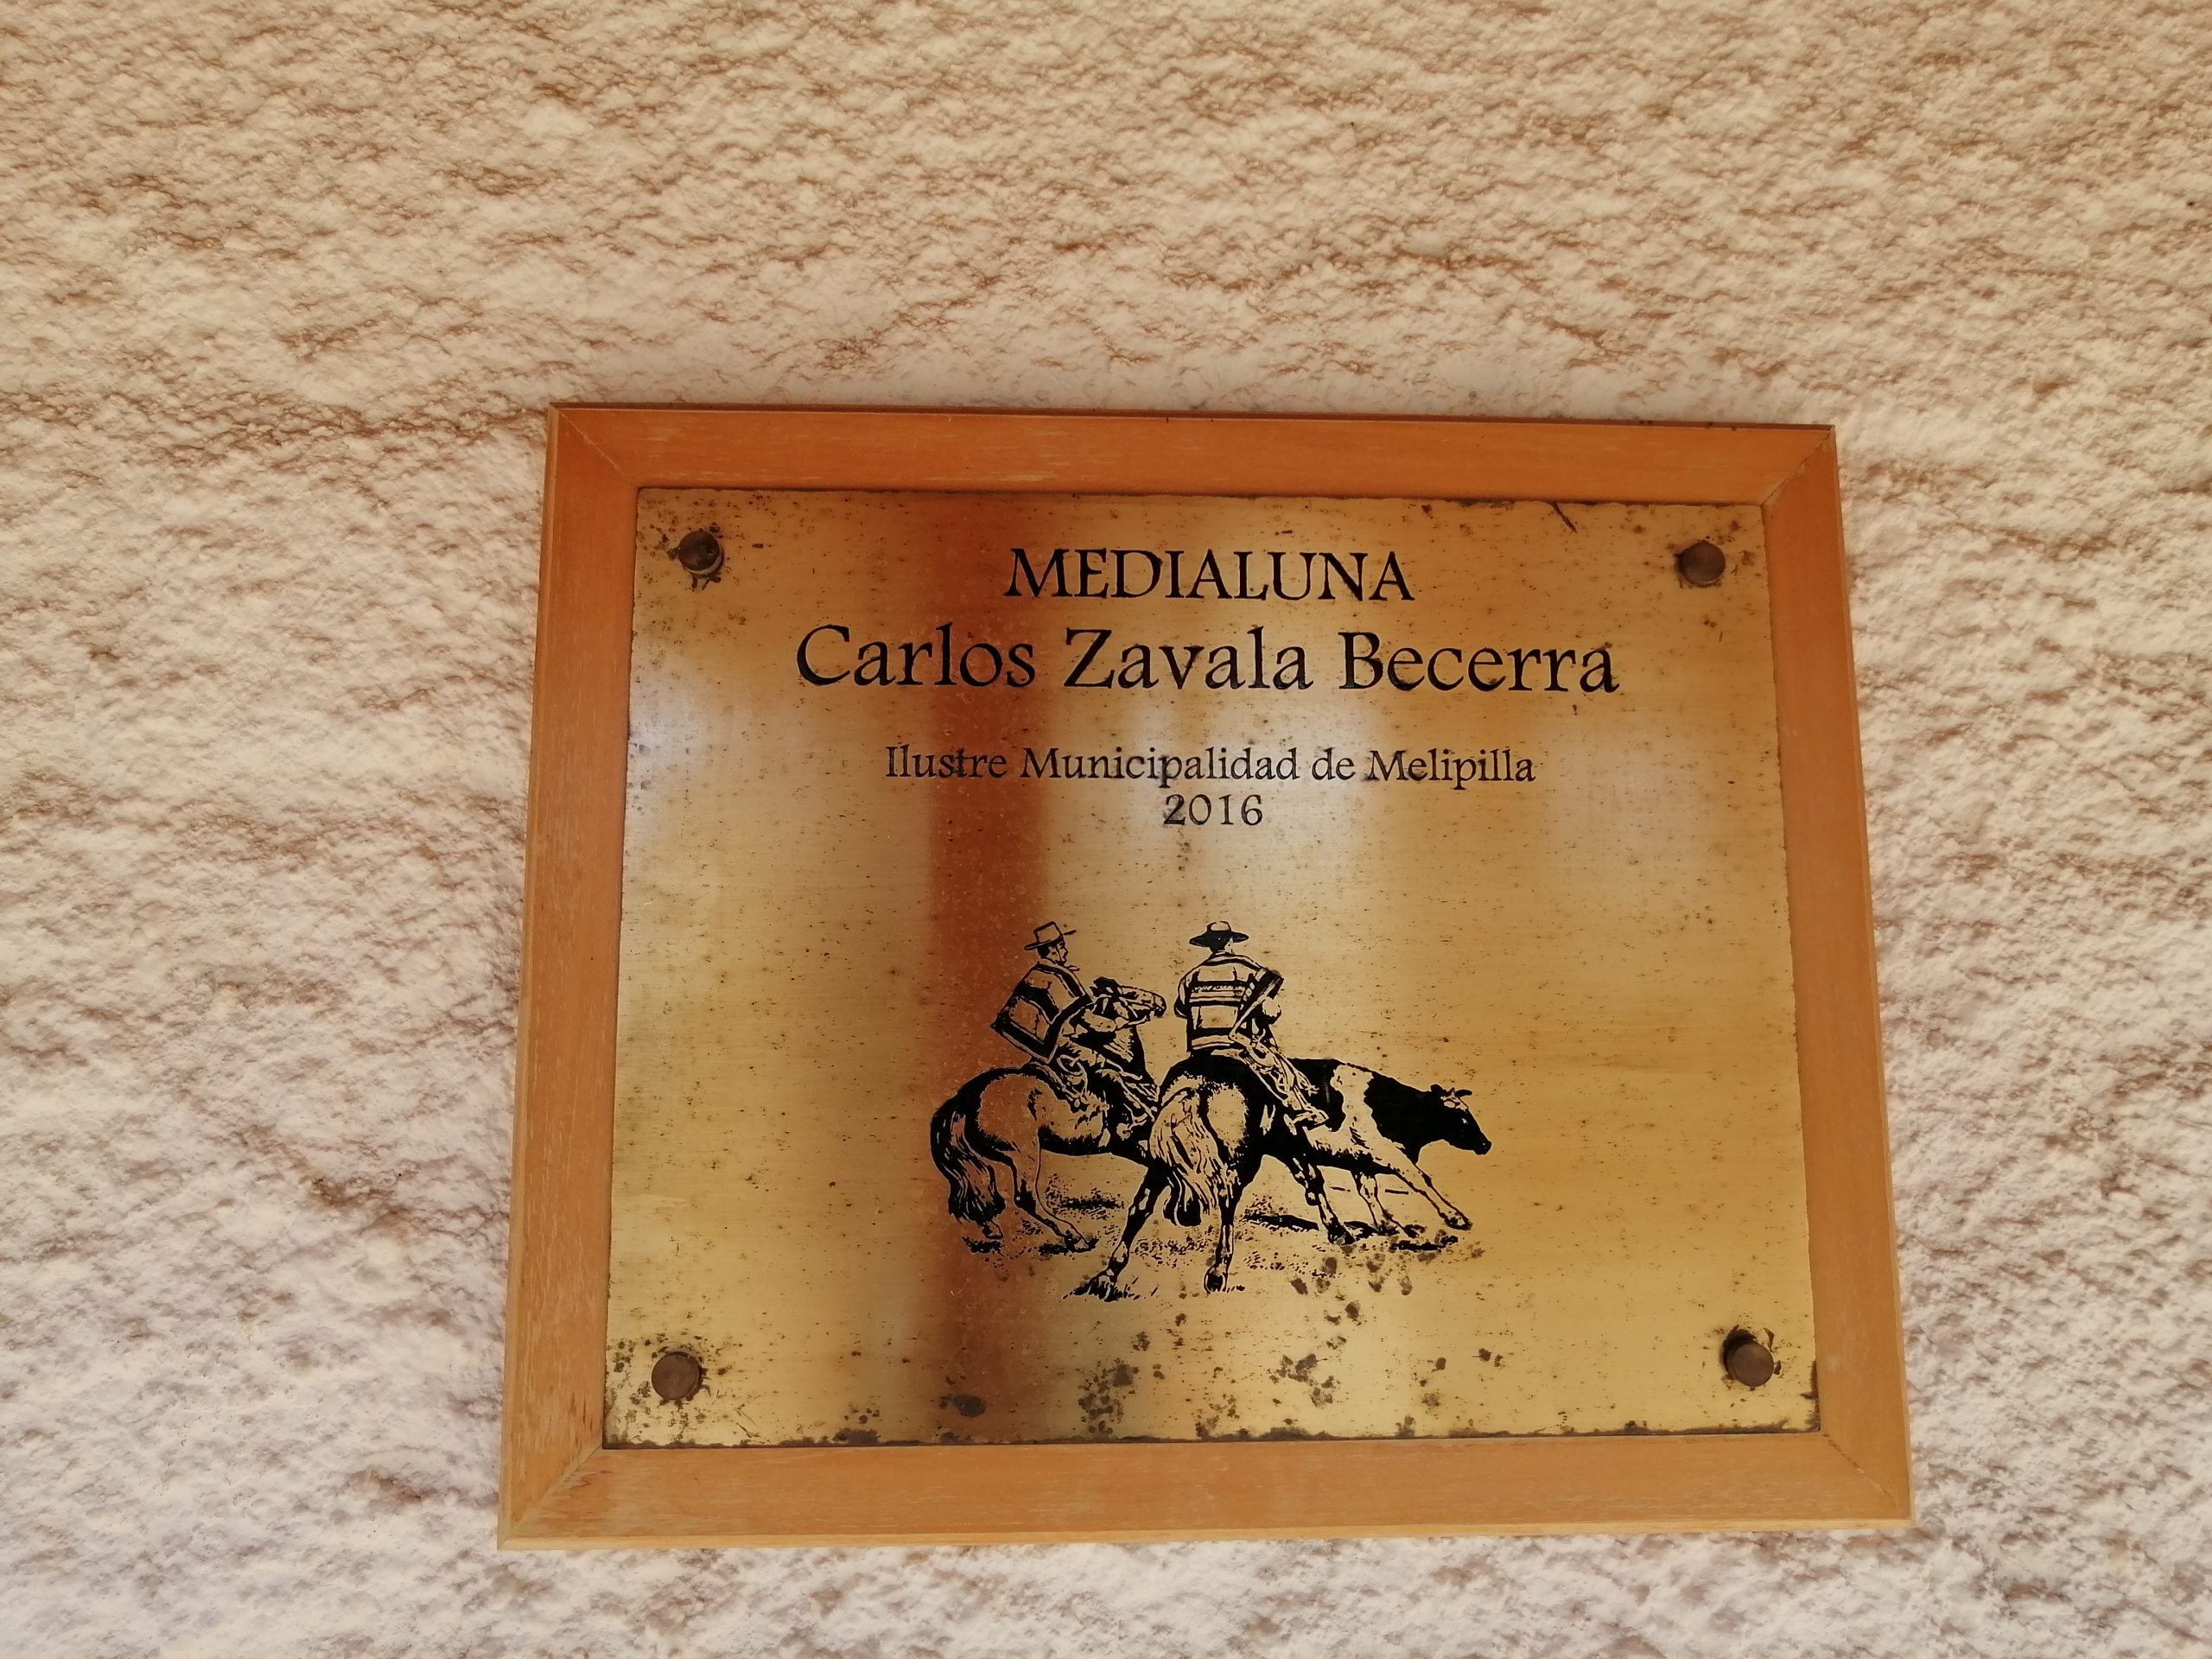 MEDIALUNA
Carlos Zavala Becerra
Ilustre Municipalidad de Melipilla
2016